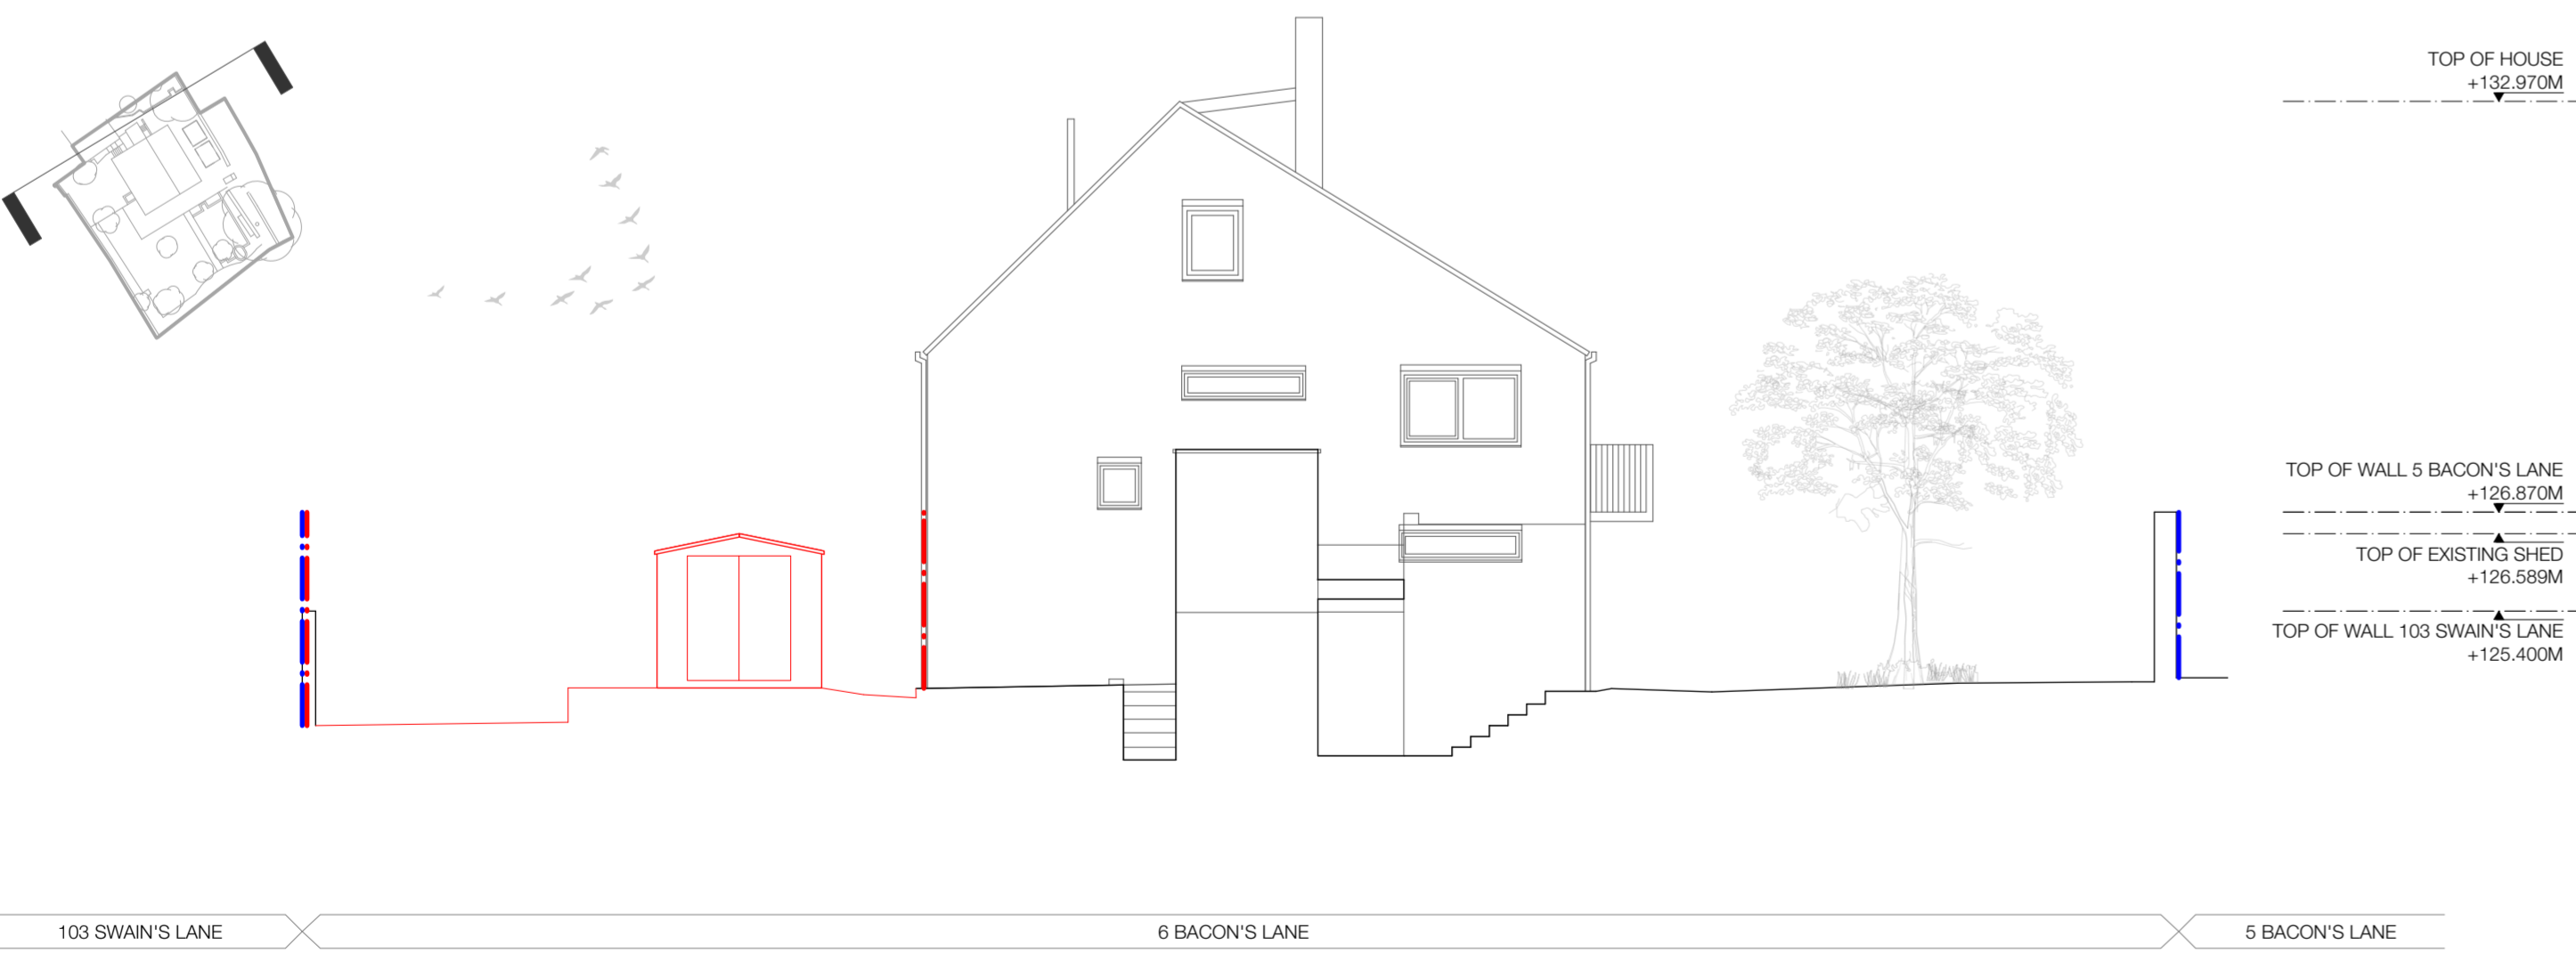 TOP OF HOUSE
+132.970M
TOP OF WALL 5 BACON'S LANE
+126.870M
TOP OF EXISTING SHED
+126.589M
TOP OF WALL 103 SWAIN'S LANE
+125.400M
103 SWAIN'S LANE
6 BACON'S LANE
5 BACON'S LANE